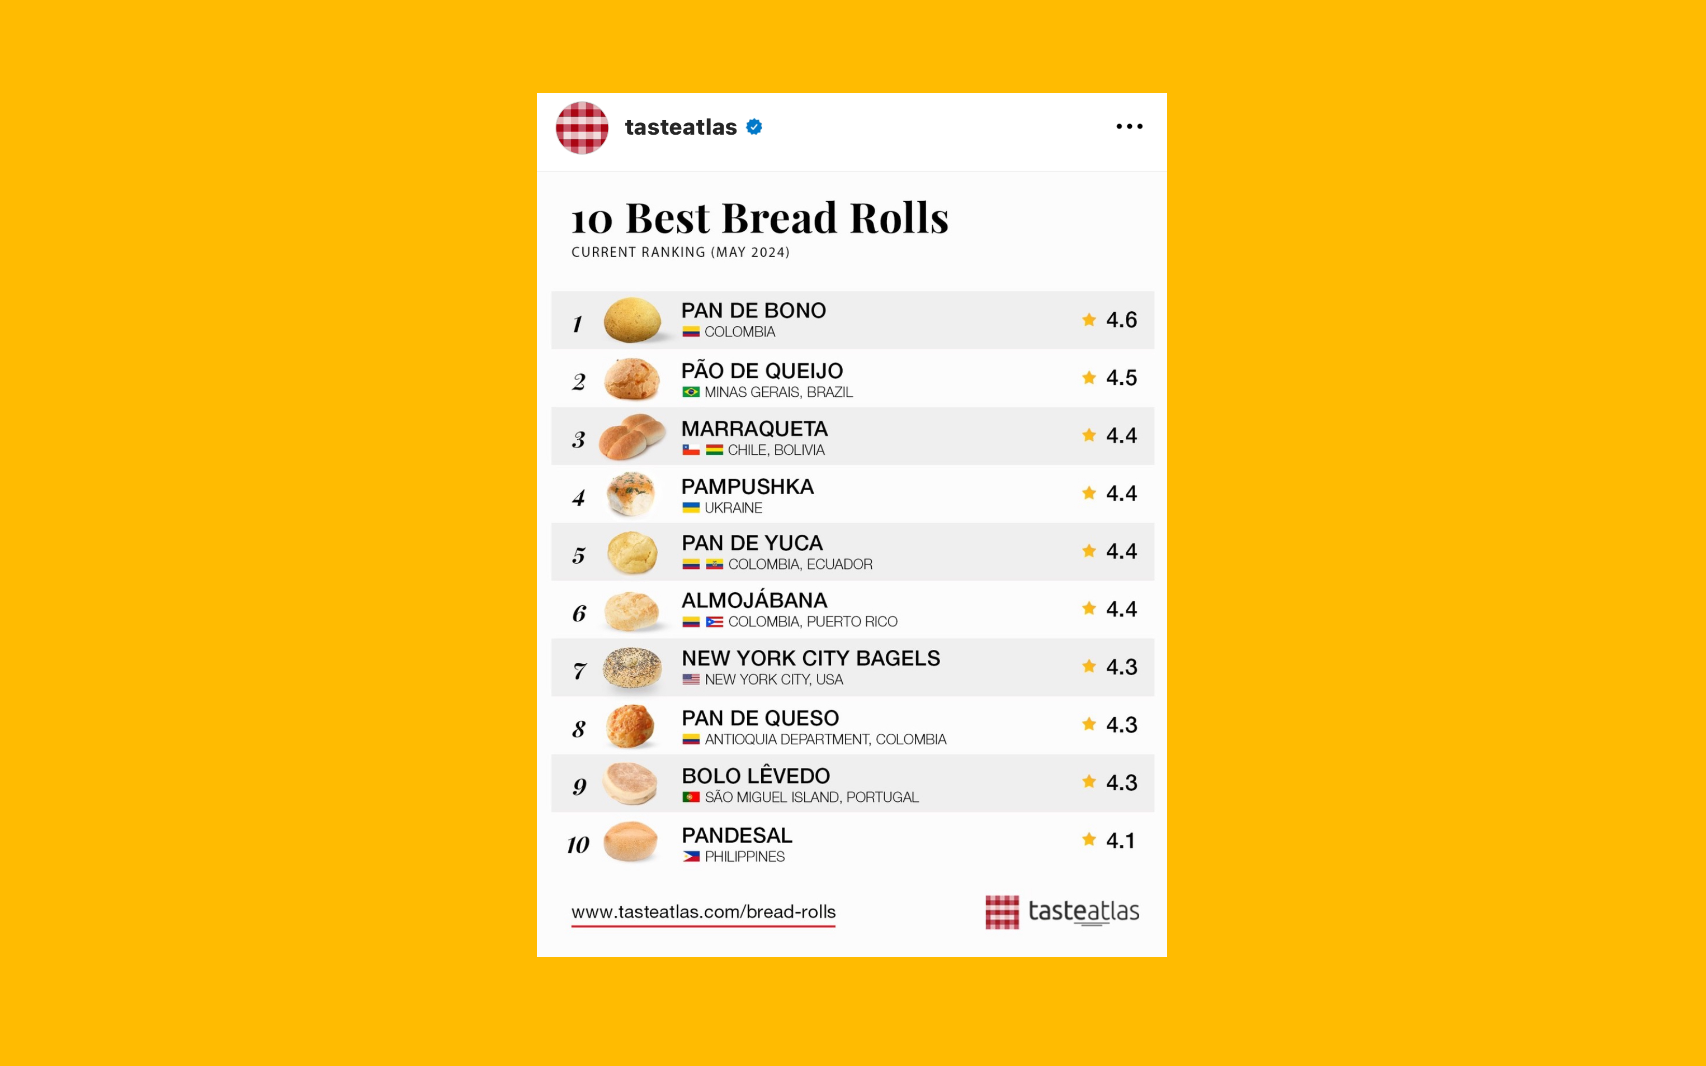 tasteatlas
10 Best Bread Rolls
CURRENT RANKING (MAY 2024)
1
PAN DE BONO
COLOMBIA
4.6
2
PÃO DE QUEIJO
MINAS GERAIS, BRAZIL
4.5
3
MARRAQUETA
CHILE, BOLIVIA
4.4
4
PAMPUSHKA
UKRAINE
4.4
5
PAN DE YUCA
COLOMBIA, ECUADOR
4.4
6
ALMOJÁBANA
COLOMBIA, PUERTO RICO
4.4
7
NEW YORK CITY BAGELS
NEW YORK CITY, USA
4.3
8
PAN DE QUESO
ANTIOQUIA DEPARTMENT, COLOMBIA
4.3
9
BOLO LÊVEDO
SÃO MIGUEL ISLAND, PORTUGAL
4.3
10
PANDESAL
PHILIPPINES
4.1
www.tasteatlas.com/bread-rolls
tasteatlas